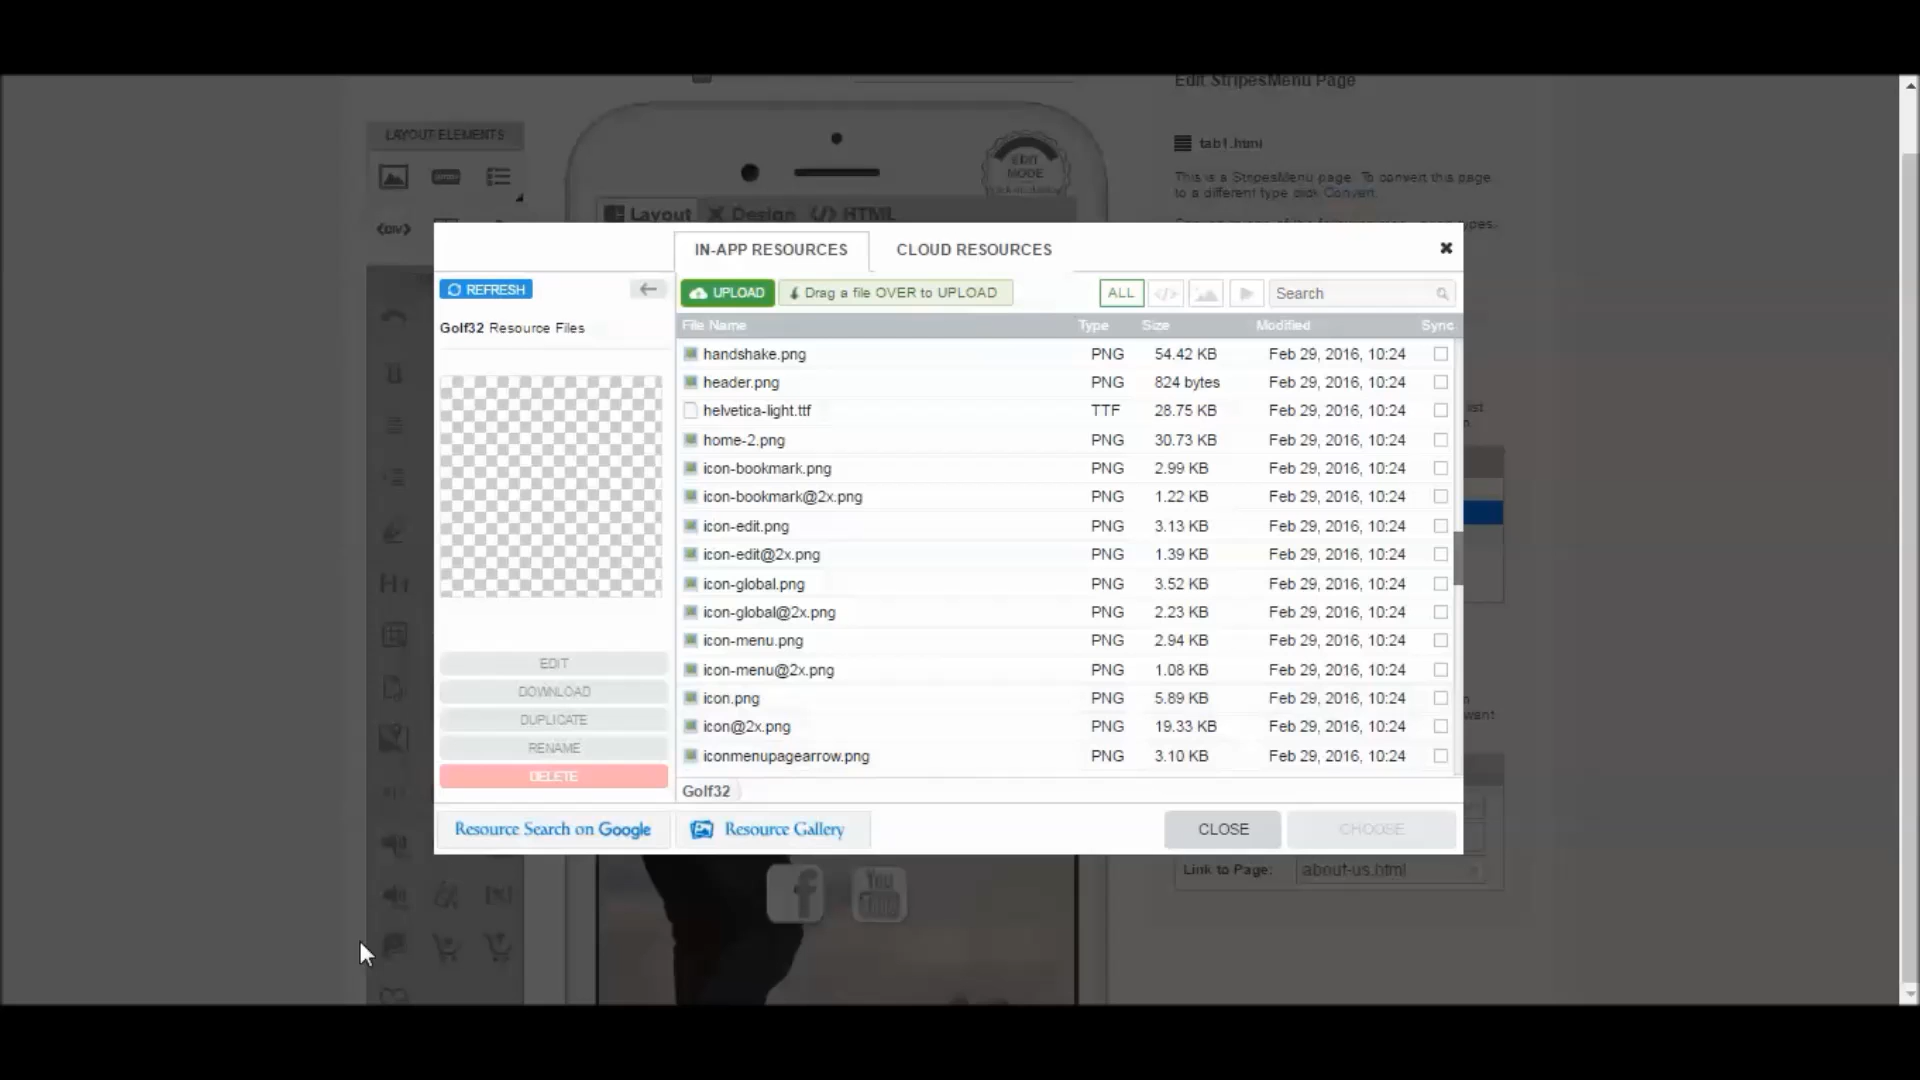 Edit StripesMenu Page
LAYOUT ELEMENTS
EDIT
MODE
tab1.html
This is a StripesMenu page. To convert this page
to a different type click Convert.
Layout Design </> HTML
<DIV>
IN-APP RESOURCES CLOUD RESOURCES
REFRESH
UPLOAD Drag a file OVER to UPLOAD ALL </> Search
Golf32 Resource Files
File Name Type Size Modified Sync
handshake.png PNG 54.42 KB Feb 29, 2016, 10:24
header.png PNG 824 bytes Feb 29, 2016, 10:24
helvetica-light.ttf TTF 28.75 KB Feb 29, 2016, 10:24
home-2.png PNG 30.73 KB Feb 29, 2016, 10:24
icon-bookmark.png PNG 2.99 KB Feb 29, 2016, 10:24
icon-bookmark@2x.png PNG 1.22 KB Feb 29, 2016, 10:24
icon-edit.png PNG 3.13 KB Feb 29, 2016, 10:24
icon-edit@2x.png PNG 1.39 KB Feb 29, 2016, 10:24
icon-global.png PNG 3.52 KB Feb 29, 2016, 10:24
icon-global@2x.png PNG 2.23 KB Feb 29, 2016, 10:24
icon-menu.png PNG 2.94 KB Feb 29, 2016, 10:24
icon-menu@2x.png PNG 1.08 KB Feb 29, 2016, 10:24
icon.png PNG 5.89 KB Feb 29, 2016, 10:24
icon@2x.png PNG 19.33 KB Feb 29, 2016, 10:24
iconmenupagearrow.png PNG 3.10 KB Feb 29, 2016, 10:24
EDIT
DOWNLOAD
DUPLICATE
RENAME
DELETE
Golf32
Resource Search on Google Resource Gallery CLOSE CHOOSE
Link to Page: about-us.html
f You
Tube